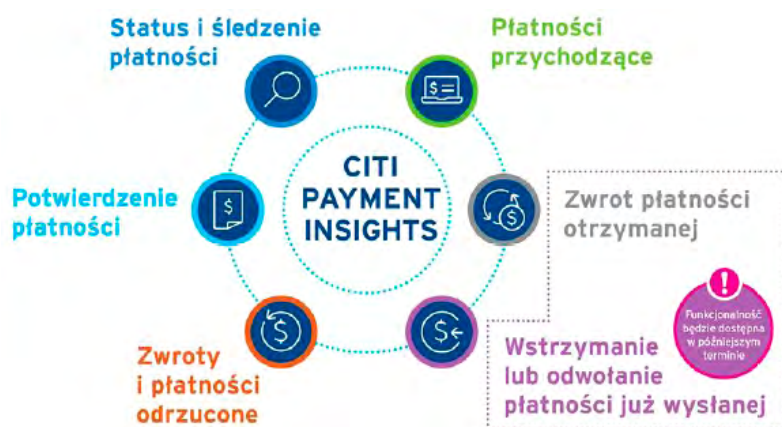 Status i śledzenie
płatności
Płatności
przychodzące
CITI
PAYMENT
INSIGHTS
Potwierdzenie
płatności
Zwrot płatności
otrzymanej
Zwroty
i płatności
odrzucone
Wstrzymanie
lub odwołanie
płatności już wysłanej
!
Funkcjonalność
będzie dostępna
w późniejszym
terminie